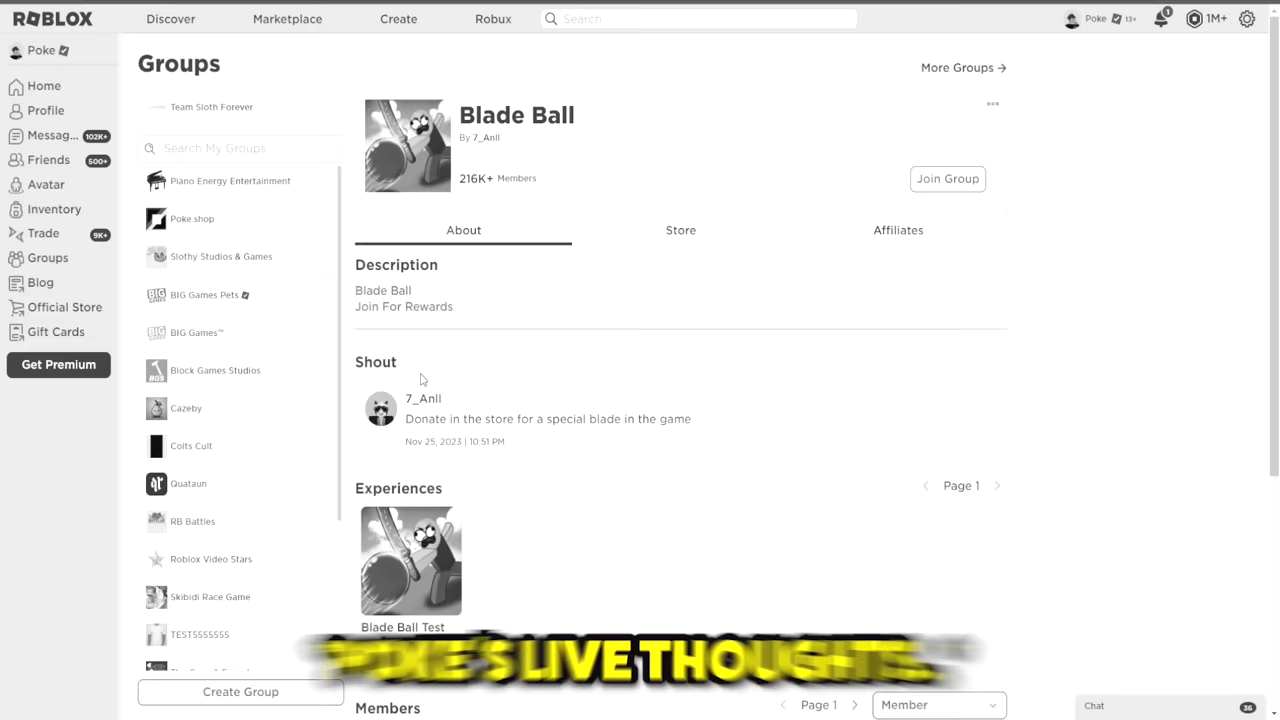 ROBLOX
Discover
Marketplace
Create
Robux
Search
Poke
13+
1
1M+
Poke
Home
Profile
Messag... 102K+
Friends 500+
Avatar
Inventory
Trade 9K+
Groups
Blog
Official Store
Gift Cards
Get Premium
Groups
More Groups →
Team Sloth Forever
Search My Groups
Piano Energy Entertainment
Poke.shop
Slothy Studios & Games
BIG Games Pets
BIG Games™
Block Games Studios
Cazeby
Colts Cult
Quataun
RB Battles
Roblox Video Stars
Skibidi Race Game
TEST5555555
Create Group
Blade Ball
By 7_Anll
216K+ Members
Join Group
About
Store
Affiliates
Description
Blade Ball
Join For Rewards
Shout
7_Anll
Donate in the store for a special blade in the game
Nov 25, 2023 | 10:51 PM
Experiences
Page 1
Blade Ball Test
POKE'S LIVE THOUGHTS
Members
Page 1
Member
Chat
36